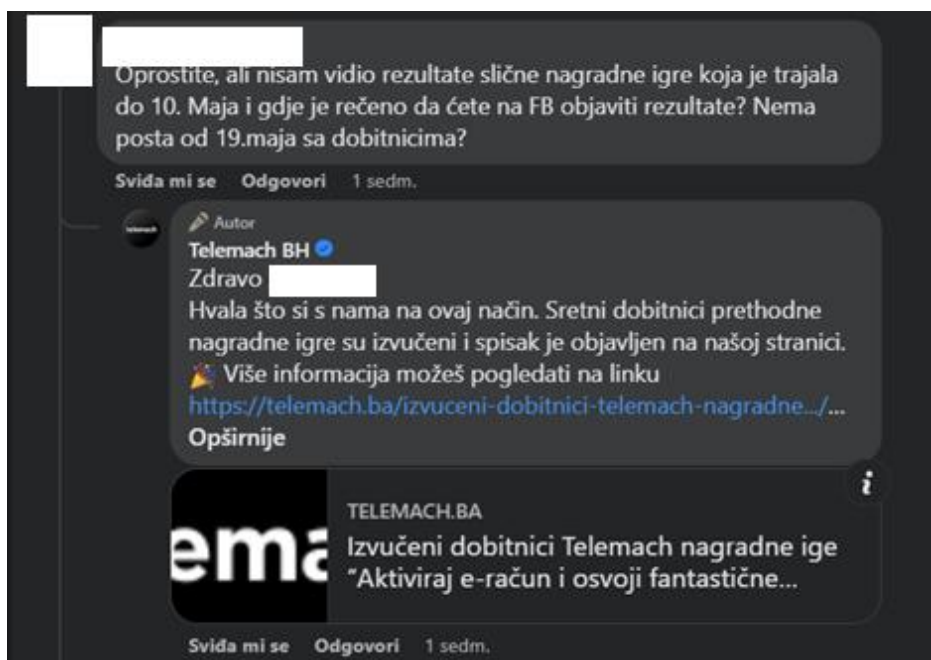 Oprostite, ali nisam vidio rezultate slične nagradne igre koja je trajala
do 10. Maja i gdje je rečeno da ćete na FB objaviti rezultate? Nema
posta od 19.maja sa dobitnicima?
Sviđa mi se Odgovori 1 sedm.
telemach
Autor
Telemach BH
Zdravo
Hvala što si s nama na ovaj način. Sretni dobitnici prethodne
nagradne igre su izvučeni i spisak je objavljen na našoj stranici.
🎉 Više informacija možeš pogledati na linku
https://telemach.ba/izvuceni-dobitnici-telemach-nagradne.../...
Opširnije
ema
TELEMACH.BA
Izvučeni dobitnici Telemach nagradne ige
"Aktiviraj e-račun i osvoji fantastične...
Sviđa mi se Odgovori 1 sedm.